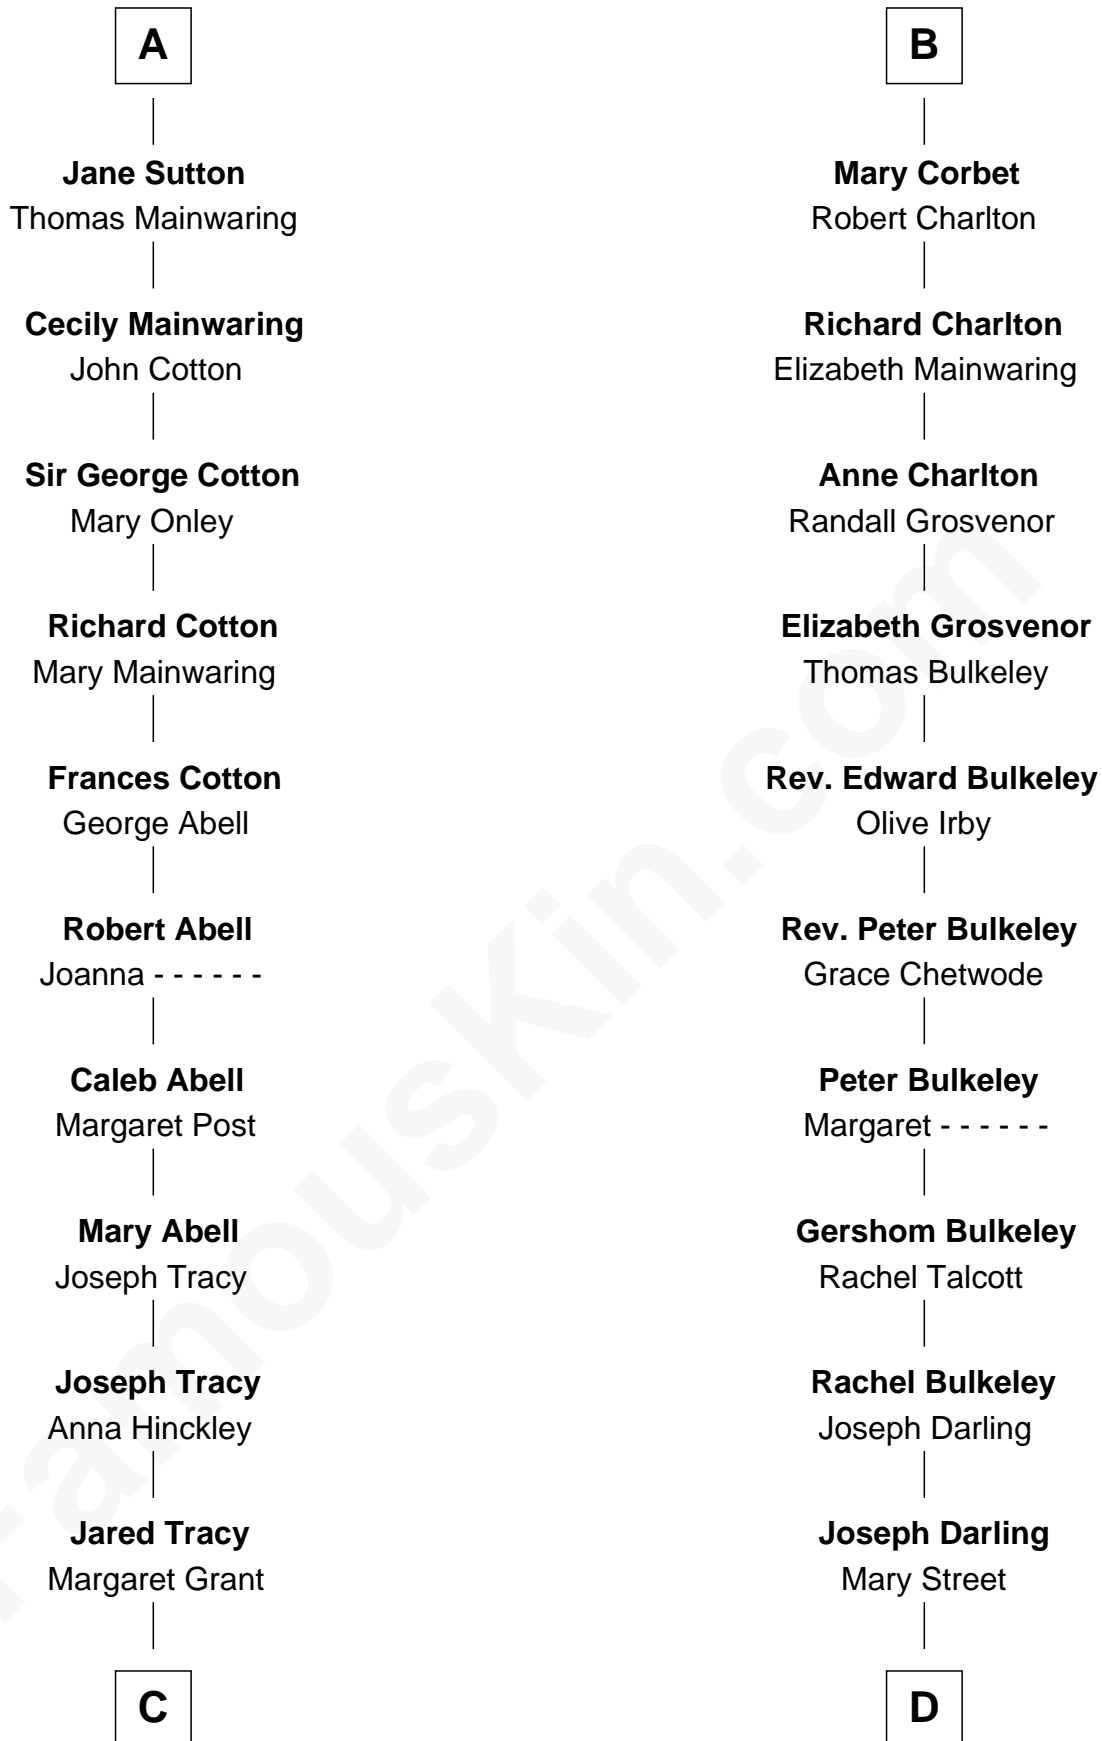 A
Jane Sutton
Thomas Mainwaring
Cecily Mainwaring
John Cotton
Sir George Cotton
Mary Onley
Richard Cotton
Mary Mainwaring
Frances Cotton
George Abell
Robert Abell
Joanna - - - - - -
Caleb Abell
Margaret Post
Mary Abell
Joseph Tracy
Joseph Tracy
Anna Hinckley
Jared Tracy
Margaret Grant
C
B
Mary Corbet
Robert Charlton
Richard Charlton
Elizabeth Mainwaring
Anne Charlton
Randall Grosvenor
Elizabeth Grosvenor
Thomas Bulkeley
Rev. Edward Bulkeley
Olive Irby
Rev. Peter Bulkeley
Grace Chetwode
Peter Bulkeley
Margaret - - - - - -
Gershom Bulkeley
Rachel Talcott
Rachel Bulkeley
Joseph Darling
Joseph Darling
Mary Street
D
FamousKin.com